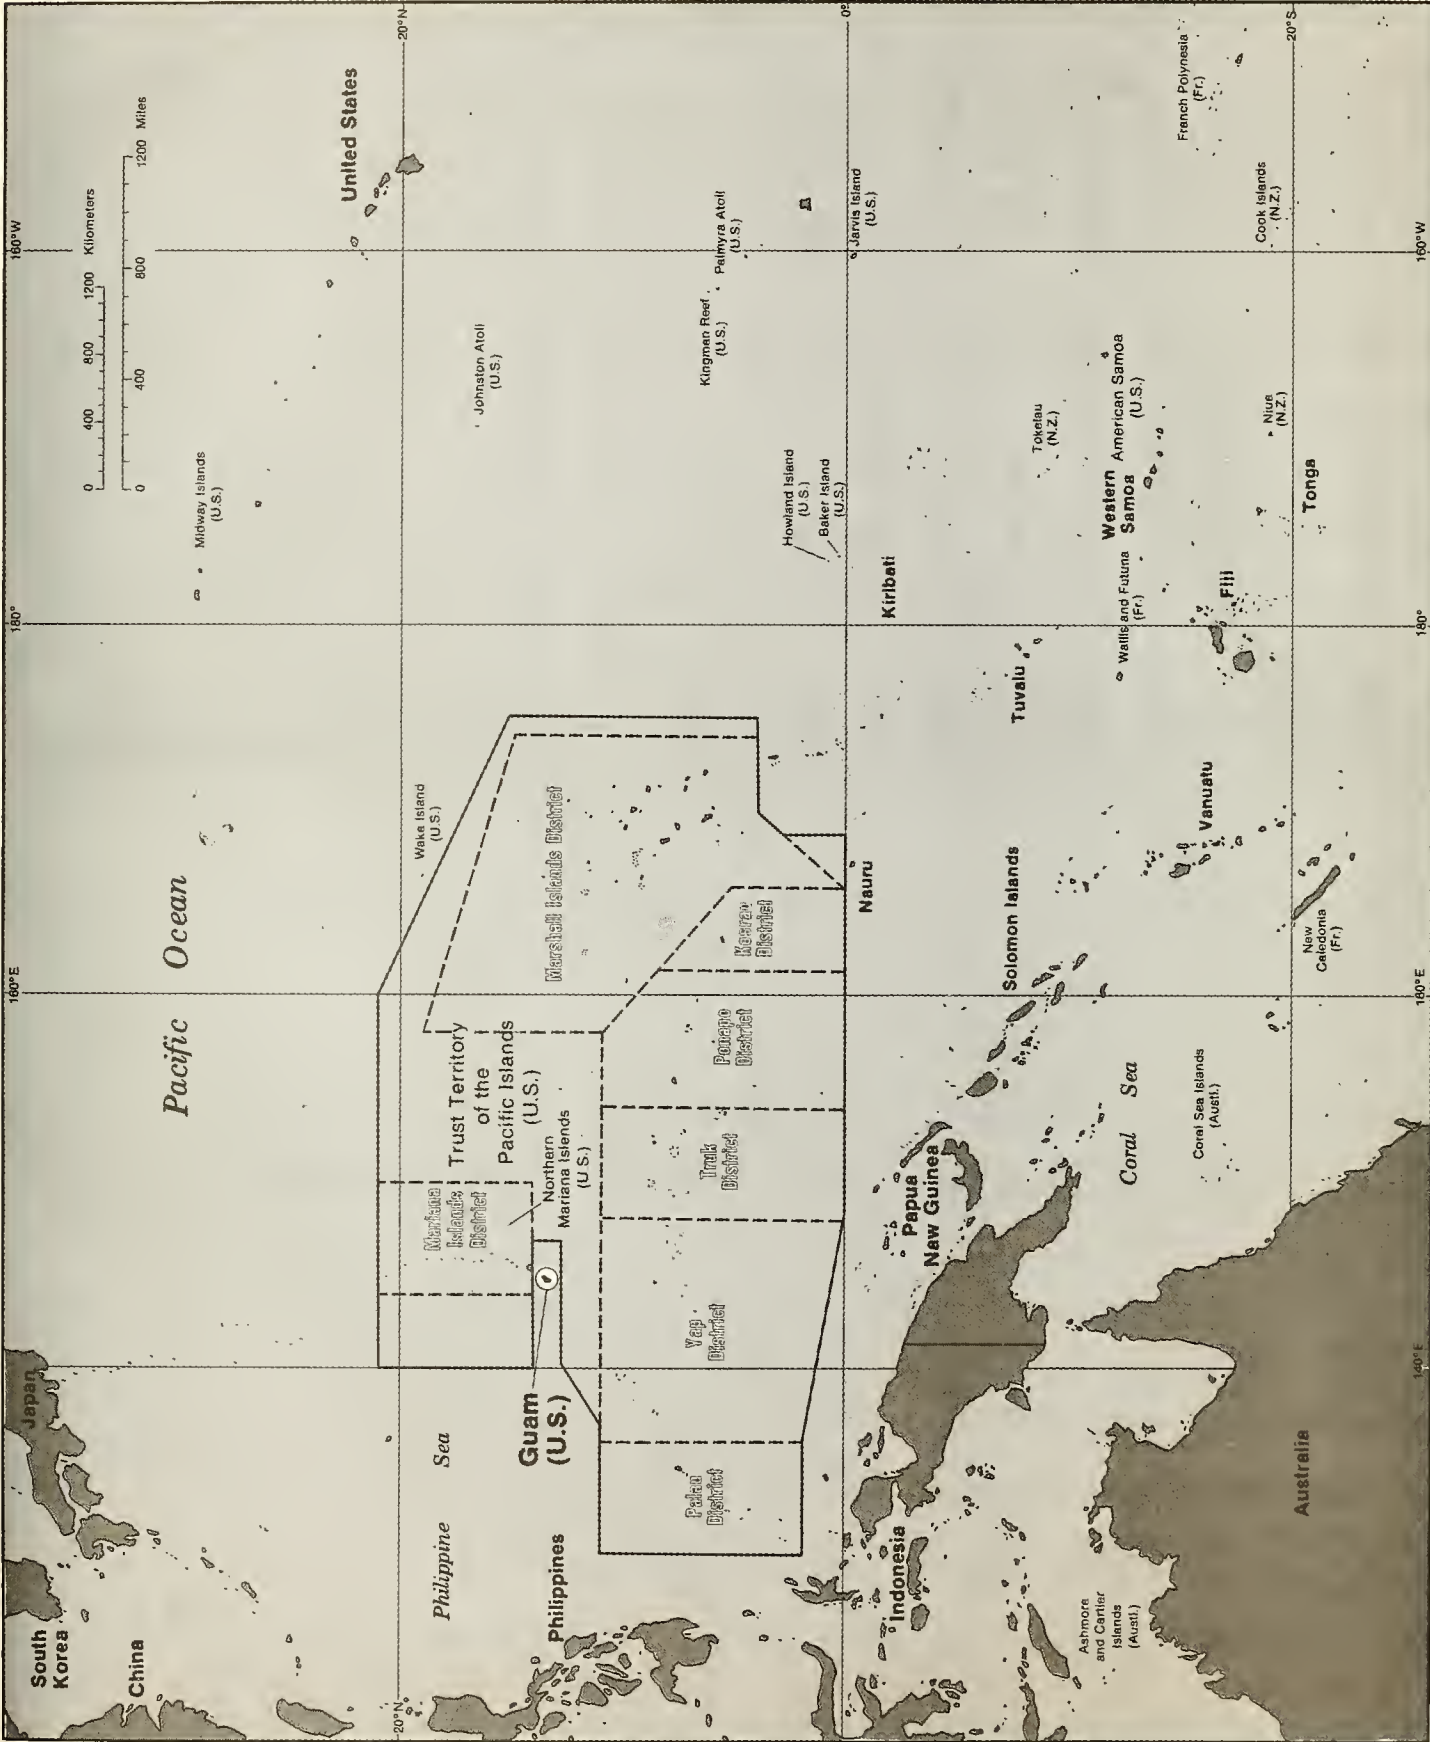 160°W
180°
160°E
South
Korea
Japan
China
0 400 800 1200 Kilometers
0 400 800 1200 Miles
Pacific Ocean
Midway Islands
(U.S.)
United States
20°N
20°N
Philippine Sea
Wake Island
(U.S.)
Mariana
Islands
District
Trust Territory
of the
Pacific Islands
(U.S.)
Northern
Mariana Islands
(U.S.)
Johnston Atoll
(U.S.)
Guam
(U.S.)
Philippines
Marshall Islands District
Palau
District
Yap
District
Truk
District
Ponape
District
Kosrae
District
Kingman Reef
(U.S.)
Palmyra Atoll
(U.S.)
Howland Island
(U.S.)
Baker Island
(U.S.)
Jarvis Island
(U.S.)
0°
Nauru
Kiribati
Indonesia
Papua
New Guinea
Solomon Islands
Tuvalu
Tokelau
(N.Z.)
Ashmore
and Cartier
Islands
(Austl.)
Coral Sea
Wallis and Futuna
(Fr.)
Western
Samoa
American Samoa
(U.S.)
Coral Sea Islands
(Austl.)
Vanuatu
Fiji
French Polynesia
(Fr.)
Cook Islands
(N.Z.)
Niue
(N.Z.)
20°S
Australia
New
Caledonia
(Fr.)
Tonga
140°E
160°E
180°
160°W